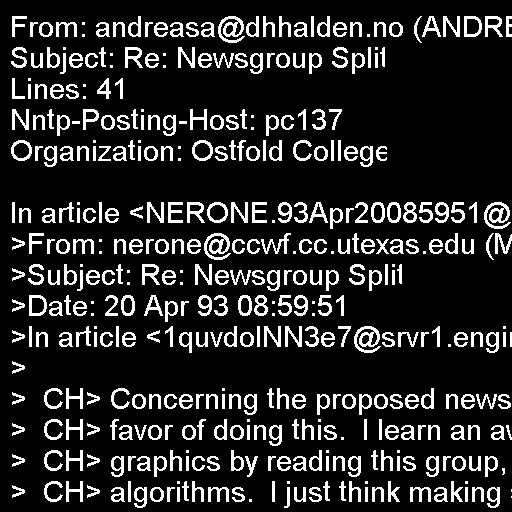 From: andreasa@dhhalden.no (ANDRE
Subject: Re: Newsgroup Split
Lines: 41
Nntp-Posting-Host: pc137
Organization: Ostfold College

In article <NERONE.93Apr20085951@
>From: nerone@ccwf.cc.utexas.edu (M
>Subject: Re: Newsgroup Split
>Date: 20 Apr 93 08:59:51
>In article <1quvdoINN3e7@srvr1.engi
>
>  CH> Concerning the proposed news
>  CH> favor of doing this.  I learn an
>  CH> graphics by reading this group,
>  CH> algorithms.  I just think making